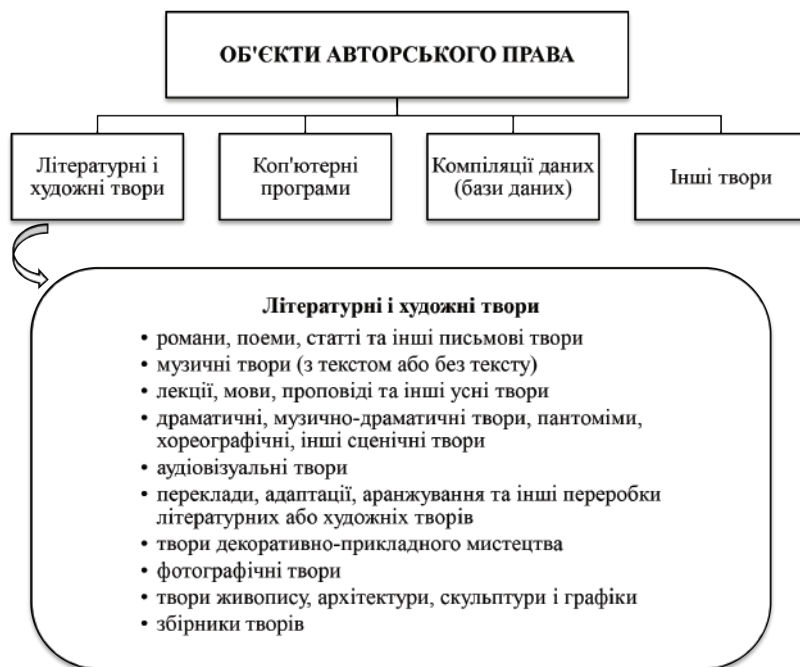 ОБ'ЄКТИ АВТОРСЬКОГО ПРАВА
Літературні і
художні твори
Коп'ютерні
програми
Компіляції даних
(бази даних)
Інші твори
Літературні і художні твори
• романи, поеми, статті та інші письмові твори
• музичні твори (з текстом або без тексту)
• лекції, мови, проповіді та інші усні твори
• драматичні, музично-драматичні твори, пантоміми,
хореографічні, інші сценічні твори
• аудіовізуальні твори
• переклади, адаптації, аранжування та інші переробки
літературних або художніх творів
• твори декоративно-прикладного мистецтва
• фотографічні твори
• твори живопису, архітектури, скульптури і графіки
• збірники творів